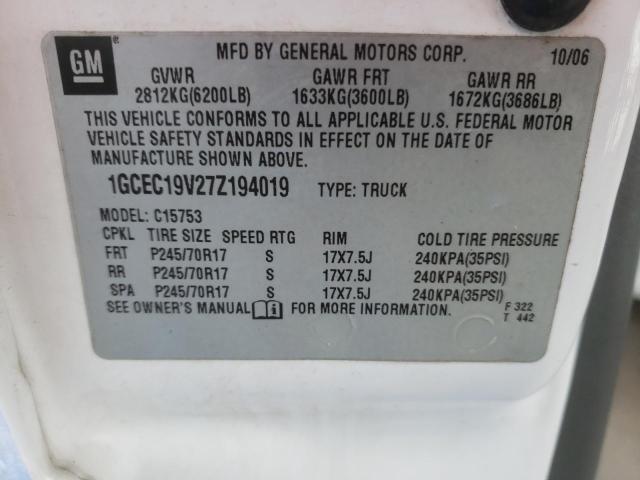 GM ®
MFD BY GENERAL MOTORS CORP. 10/06
GVWR GAWR FRT GAWR RR
2812KG(6200LB) 1633KG(3600LB) 1672KG(3686LB)
THIS VEHICLE CONFORMS TO ALL APPLICABLE U.S. FEDERAL MOTOR
VEHICLE SAFETY STANDARDS IN EFFECT ON THE DATE OF
MANUFACTURE SHOWN ABOVE.
1GCEC19V27Z194019 TYPE: TRUCK
MODEL: C15753
CPKL TIRE SIZE SPEED RTG RIM COLD TIRE PRESSURE
FRT P245/70R17 S 17X7.5J 240KPA(35PSI)
RR P245/70R17 S 17X7.5J 240KPA(35PSI)
SPA P245/70R17 S 17X7.5J 240KPA(35PSI)
SEE OWNER'S MANUAL i FOR MORE INFORMATION. F 322
T 442